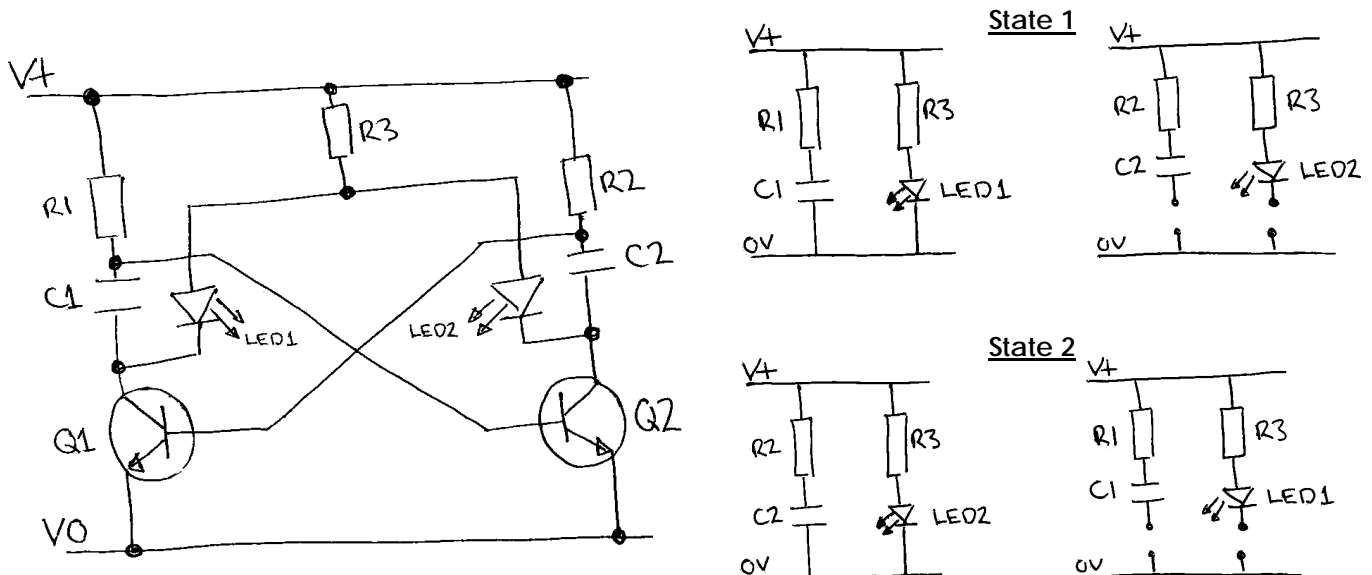 V+
R3
R1
R2
C1
C2
LED1
LED2
Q1
Q2
V0
State 1
V+
R1
R3
C1
LED1
0V
V+
R2
R3
C2
LED2
0V
State 2
V+
R2
R3
C2
LED2
0V
V+
R1
R3
C1
LED1
0V